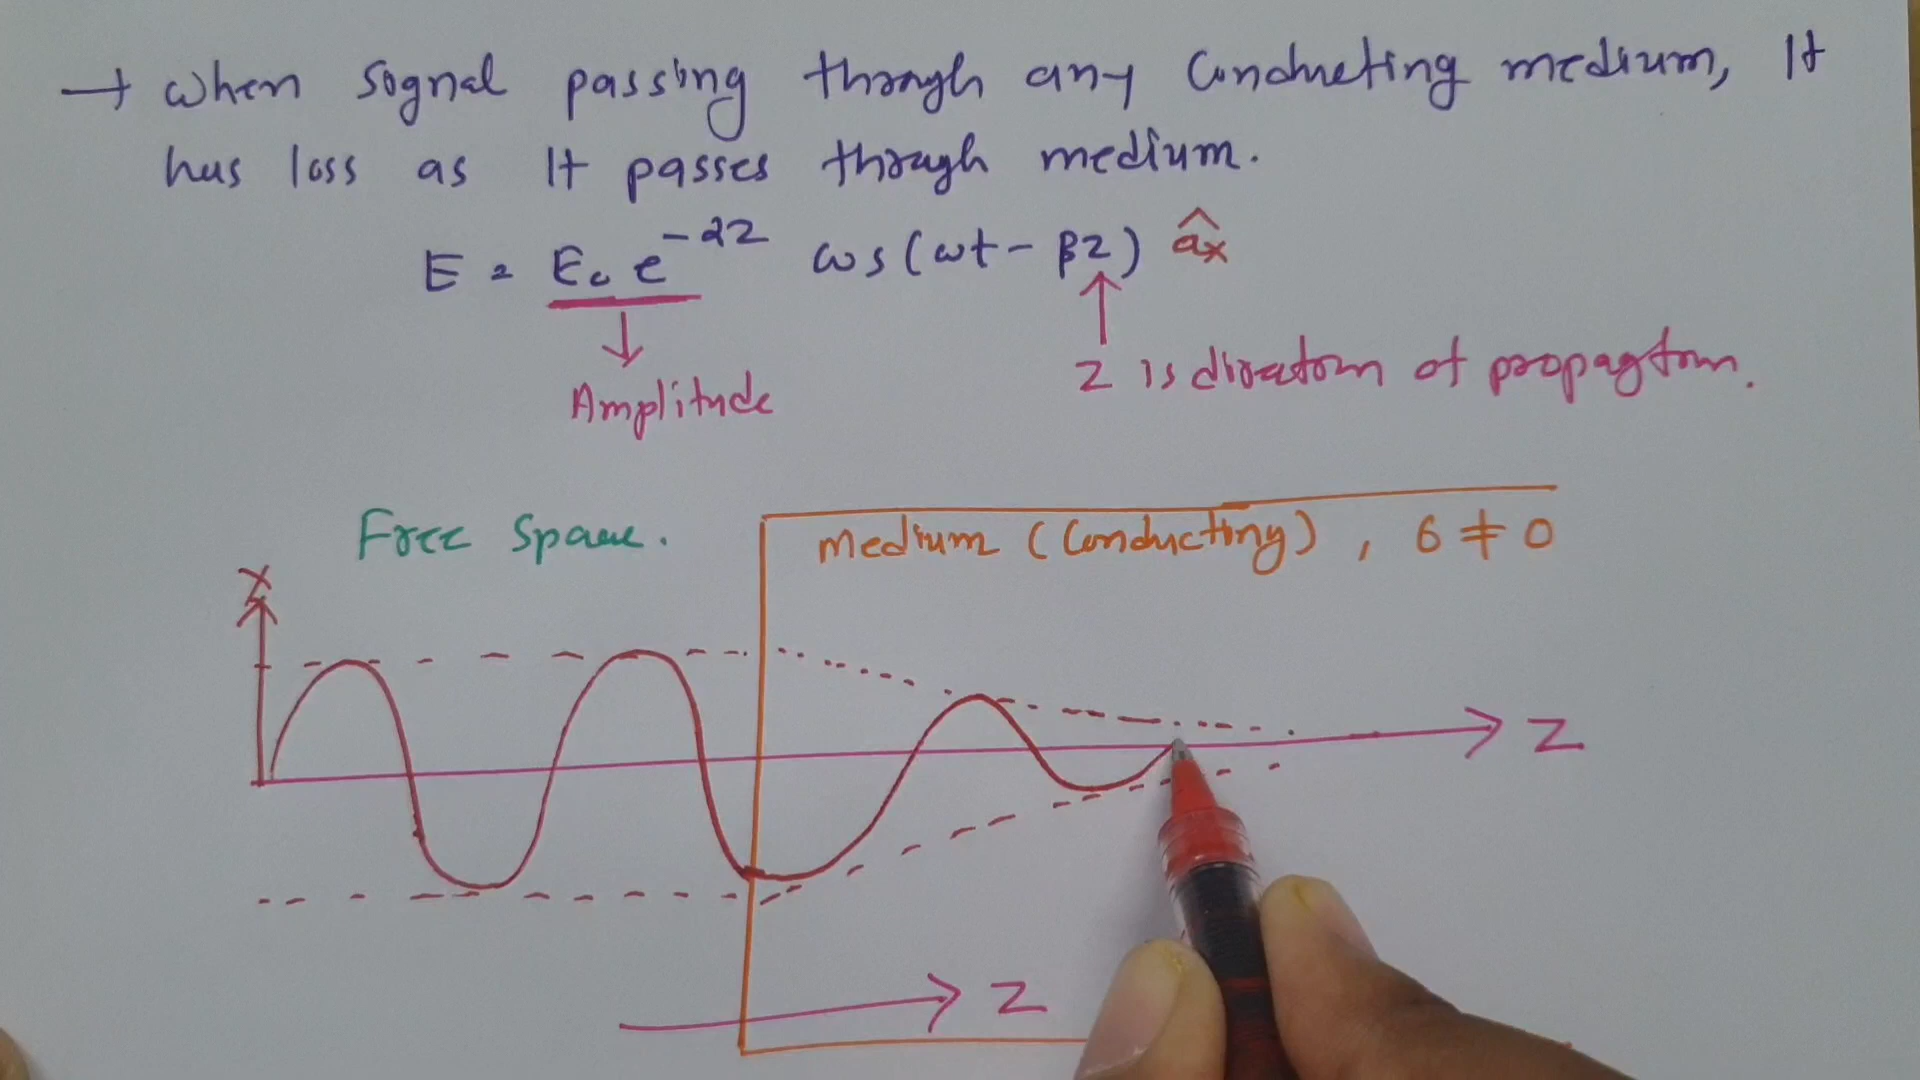 → when signal passing through any Conducting medium, It
has loss as It passes through medium.
E = E₀ e^-αz cos(ωt - βz) âx
Amplitude
z is direction of propagation.
Free Space.
medium (Conducting), σ ≠ 0
X
Z
Z